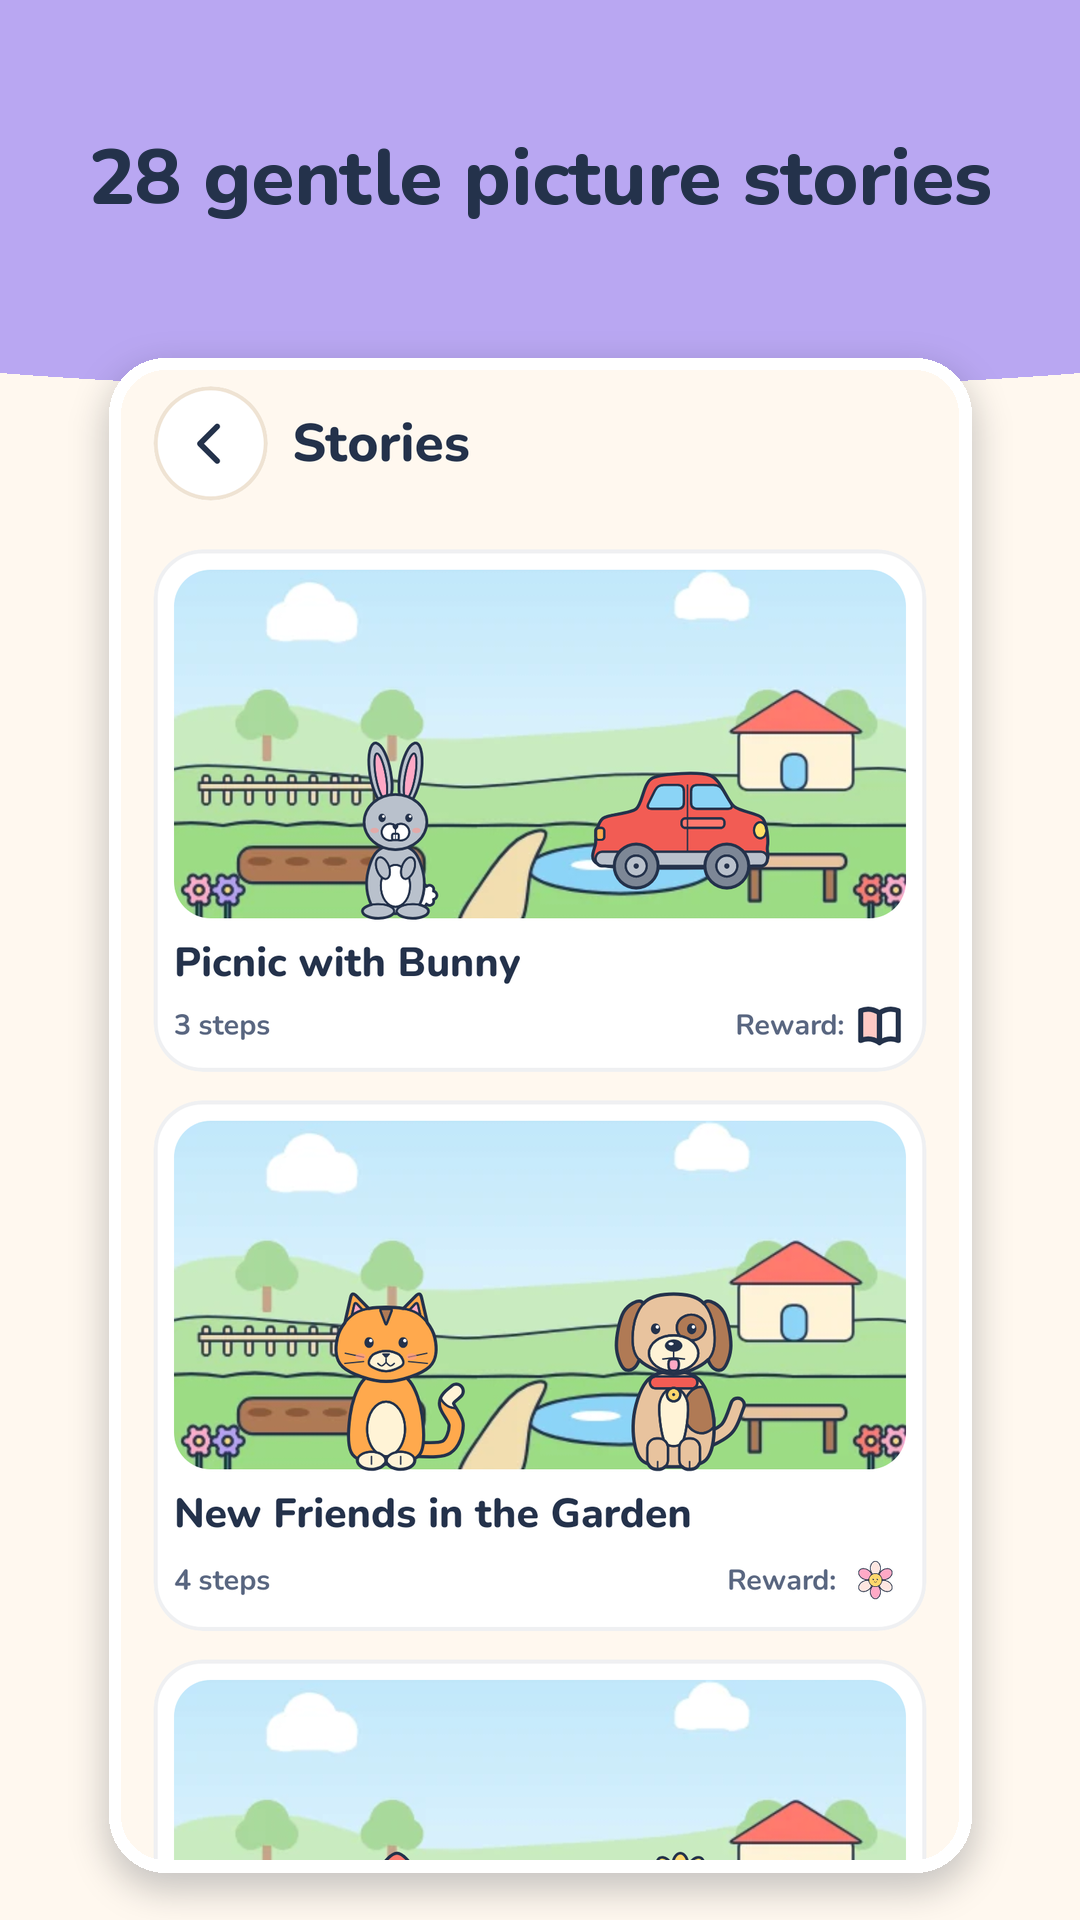 28 gentle picture stories
Stories
Picnic with Bunny
3 steps
Reward:
New Friends in the Garden
4 steps
Reward: